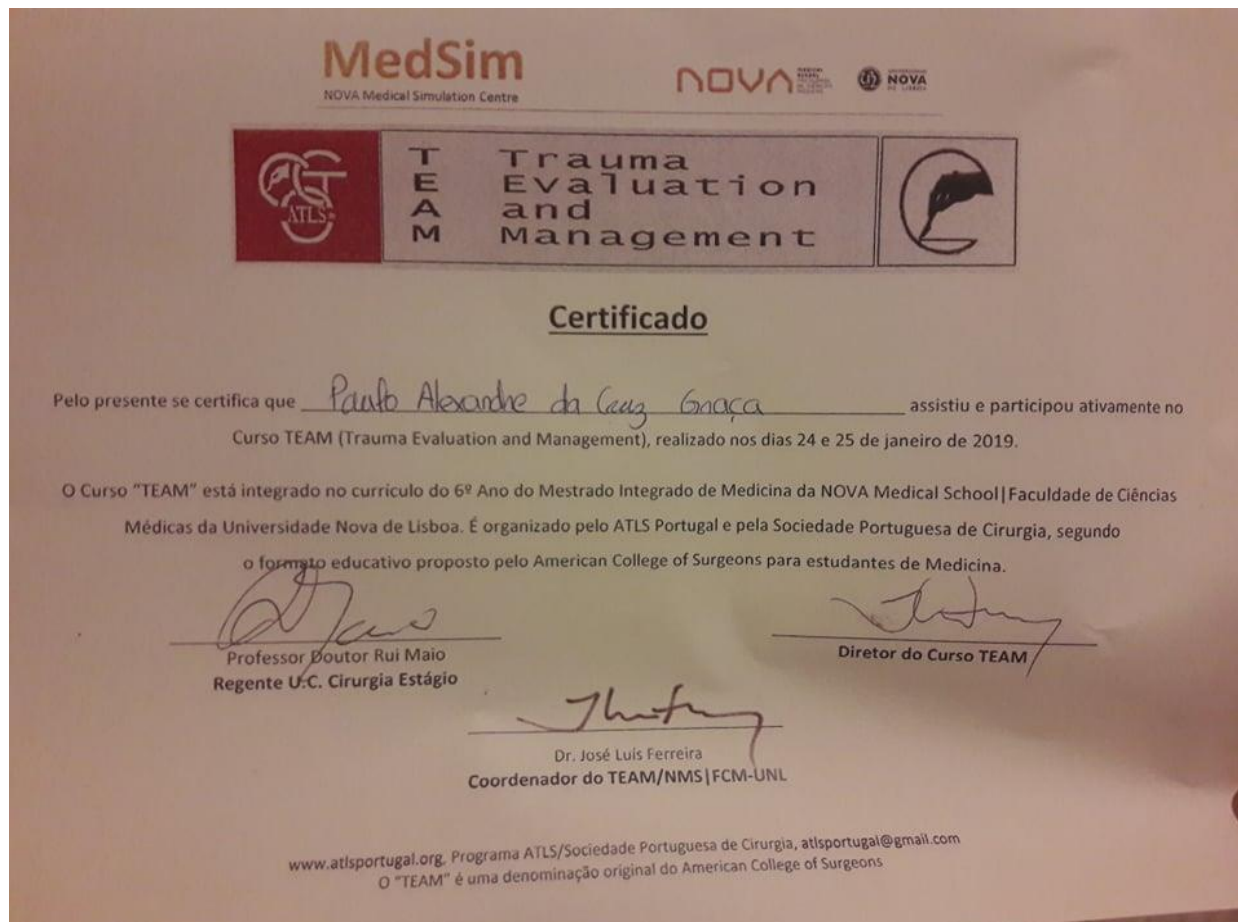 MedSim
NOVA Medical Simulation Centre
NOVA
NOVA
ATLS
TEAM
Trauma
Evaluation
and
Management
Certificado
Pelo presente se certifica que Paulo Alexandre da Cruz Graça assistiu e participou ativamente no
Curso TEAM (Trauma Evaluation and Management), realizado nos dias 24 e 25 de janeiro de 2019.
O Curso "TEAM" está integrado no currículo do 6º Ano do Mestrado Integrado de Medicina da NOVA Medical School|Faculdade de Ciências
Médicas da Universidade Nova de Lisboa. É organizado pelo ATLS Portugal e pela Sociedade Portuguesa de Cirurgia, segundo
o formato educativo proposto pelo American College of Surgeons para estudantes de Medicina.
Professor Doutor Rui Maio
Regente U.C. Cirurgia Estágio
Diretor do Curso TEAM
Dr. José Luís Ferreira
Coordenador do TEAM/NMS|FCM-UNL
www.atlsportugal.org, Programa ATLS/Sociedade Portuguesa de Cirurgia, atlsportugal@gmail.com
O "TEAM" é uma denominação original do American College of Surgeons